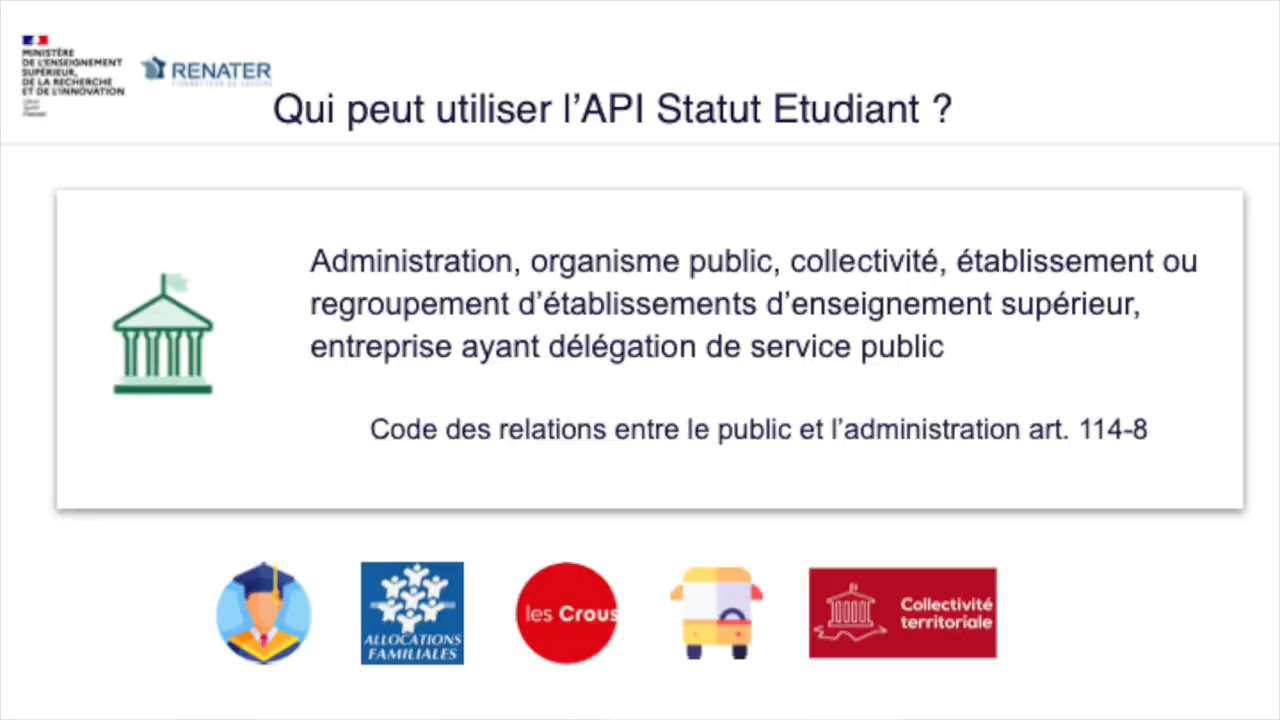 MINISTÈRE
DE L'ENSEIGNEMENT
SUPÉRIEUR,
DE LA RECHERCHE
ET DE L'INNOVATION
RENATER
Qui peut utiliser l’API Statut Etudiant ?
Administration, organisme public, collectivité, établissement ou
regroupement d’établissements d’enseignement supérieur,
entreprise ayant délégation de service public
Code des relations entre le public et l’administration art. 114-8
ALLOCATIONS
FAMILIALES
les Crous
Collectivité
territoriale